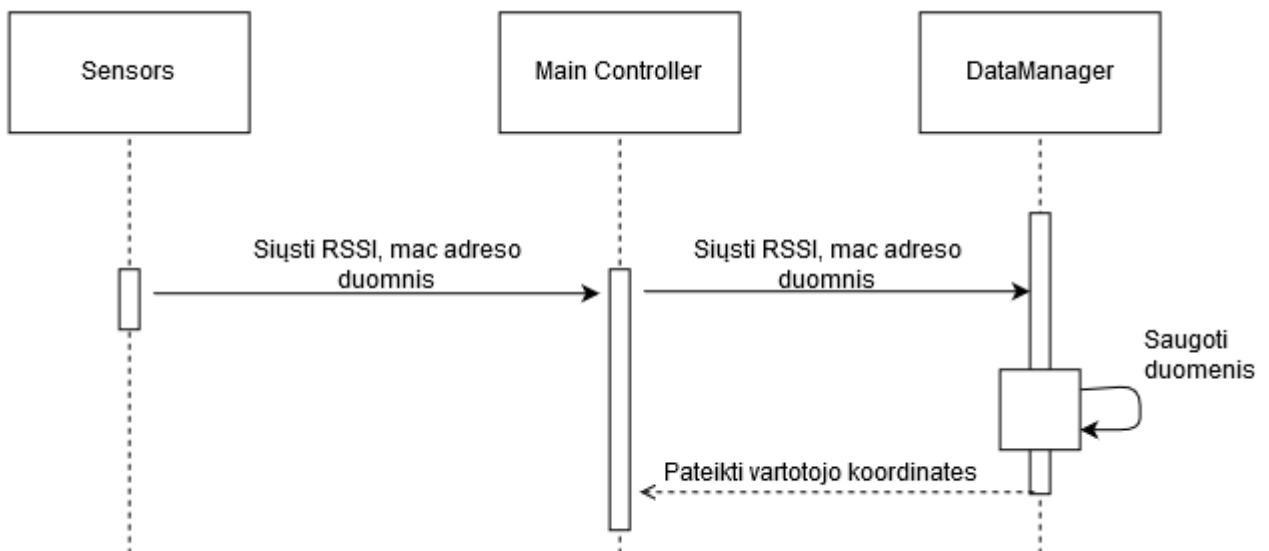 Sensors
Main Controller
DataManager
Siųsti RSSI, mac adreso
duomnis
Siųsti RSSI, mac adreso
duomnis
Saugoti
duomenis
Pateikti vartotojo koordinates